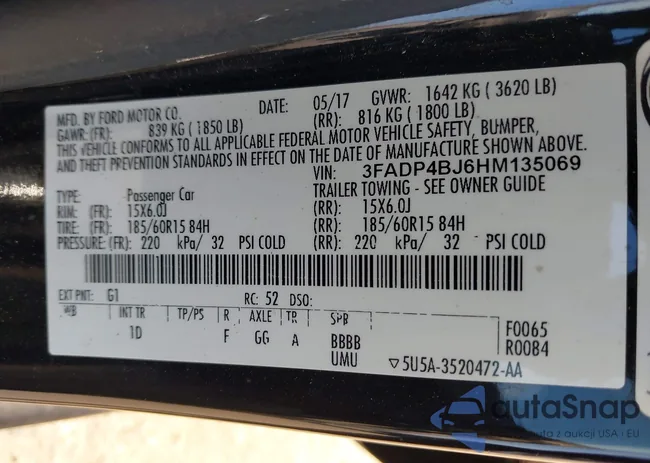 MFD. BY FORD MOTOR CO. DATE: 05/17 GVWR: 1642 KG ( 3620 LB)
GAWR: (FR): 839 KG ( 1850 LB) (RR): 816 KG ( 1800 LB)
THIS VEHICLE CONFORMS TO ALL APPLICABLE FEDERAL MOTOR VEHICLE SAFETY, BUMPER,
AND THEFT PREVENTION STANDARDS IN EFFECT ON THE DATE OF MANUFACTURE SHOWN ABOVE.
VIN: 3FADP4BJ6HM135069
TYPE: Passenger Car TRAILER TOWING - SEE OWNER GUIDE
RIM: (FR): 15X6.0J (RR): 15X6.0J
TIRE: (FR): 185/60R15 84H (RR): 185/60R15 84H
PRESSURE: (FR): 220 kPa/ 32 PSI COLD (RR): 220 kPa/ 32 PSI COLD
EXT PNT: G1 RC: 52 DSO:
WB INT TR TP/PS R AXLE TR SPB F0065
1D F GG A BBBB R0084
UMU ▽5U5A-3520472-AA
autaSnap
auta z aukcji USA i EU